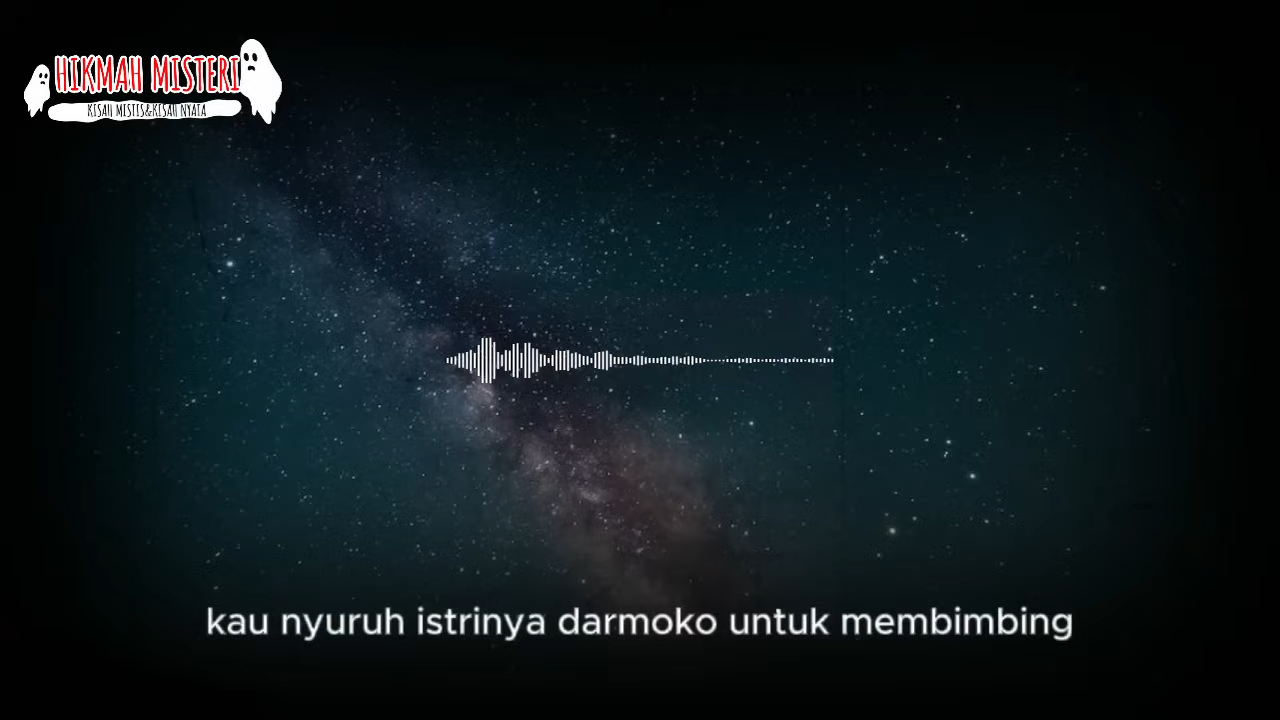 HIKMAH MISTERI
KISAH MISTIS&KISAH NYATA
kau nyuruh istrinya darmoko untuk membimbing